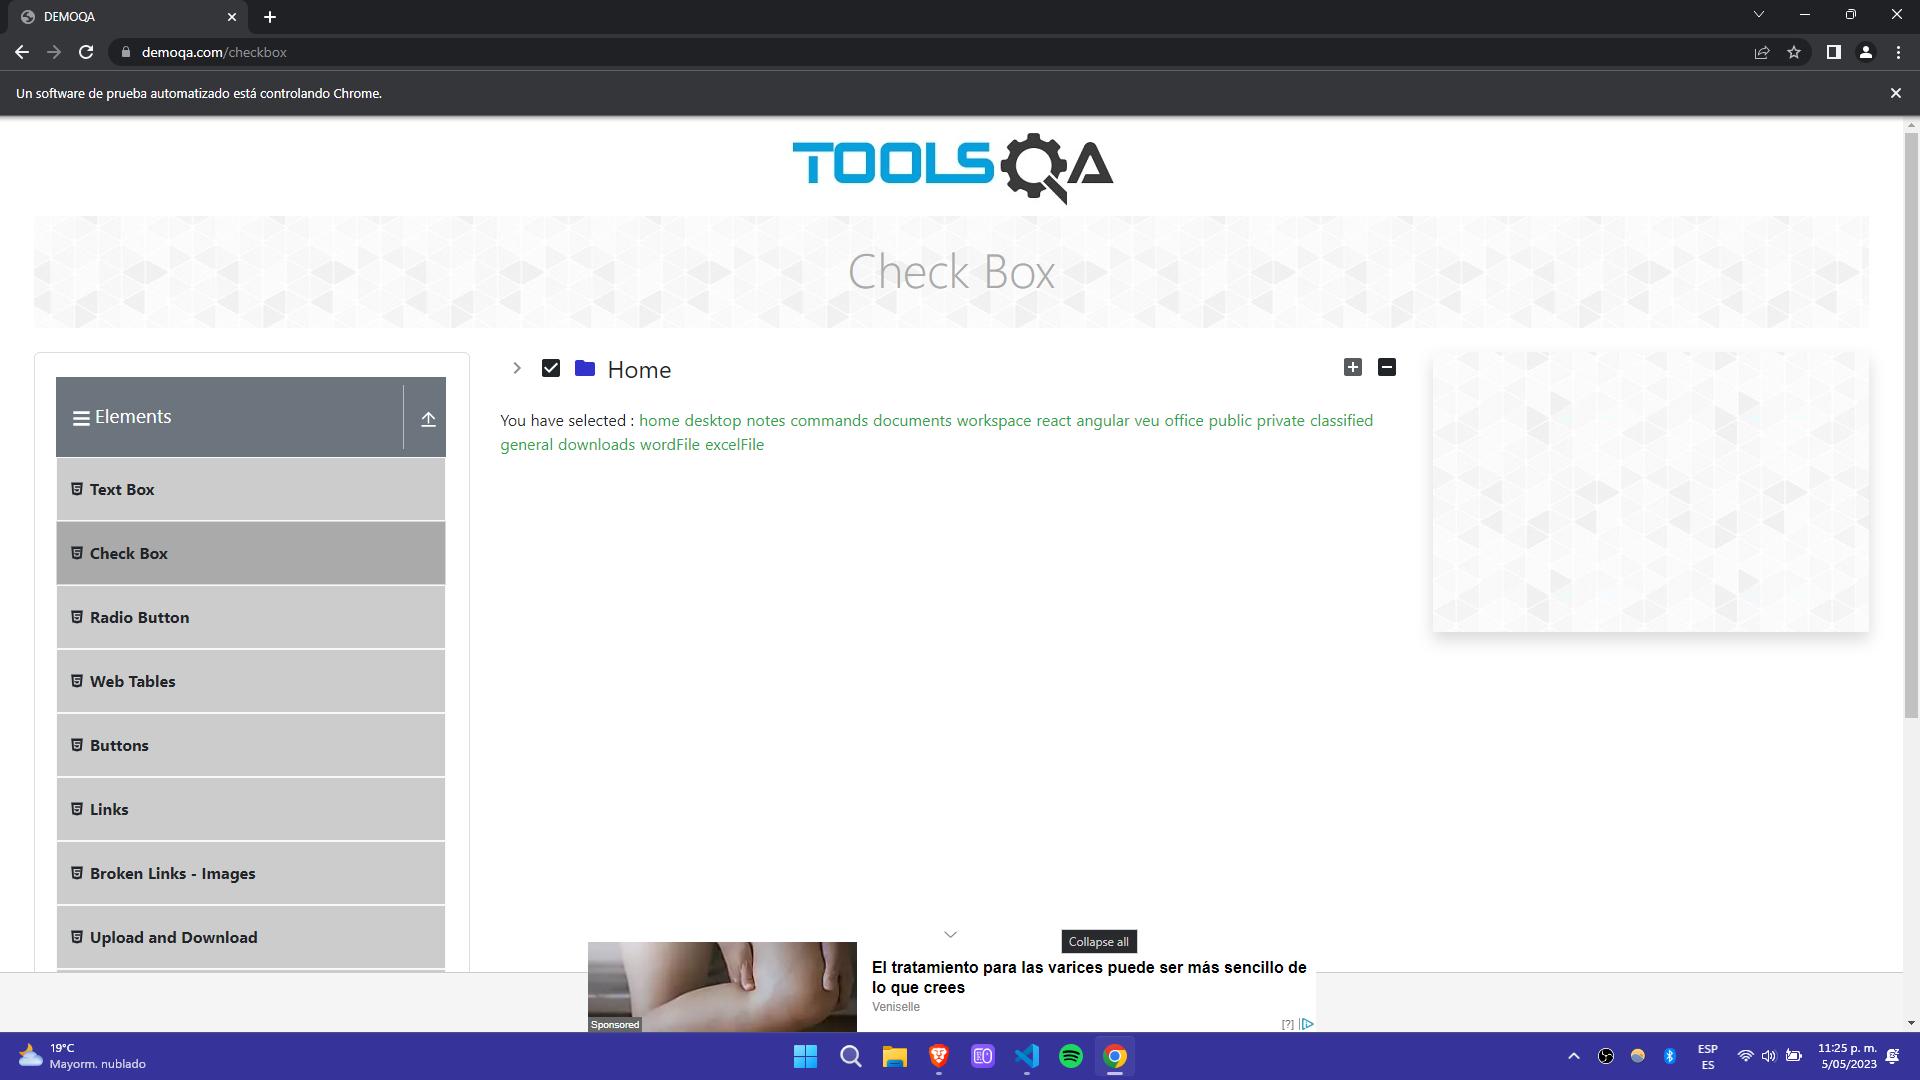 DEMOQA
demoqa.com/checkbox
Un software de prueba automatizado está controlando Chrome.
TOOLSQA
Check Box
Elements
Text Box
Check Box
Radio Button
Web Tables
Buttons
Links
Broken Links - Images
Upload and Download
Home
You have selected : home desktop notes commands documents workspace react angular veu office public private classified
general downloads wordFile excelFile
Collapse all
El tratamiento para las varices puede ser más sencillo de
lo que crees
Veniselle
Sponsored
[?]
19°C
Mayorm. nublado
ESP
ES
11:25 p. m.
5/05/2023